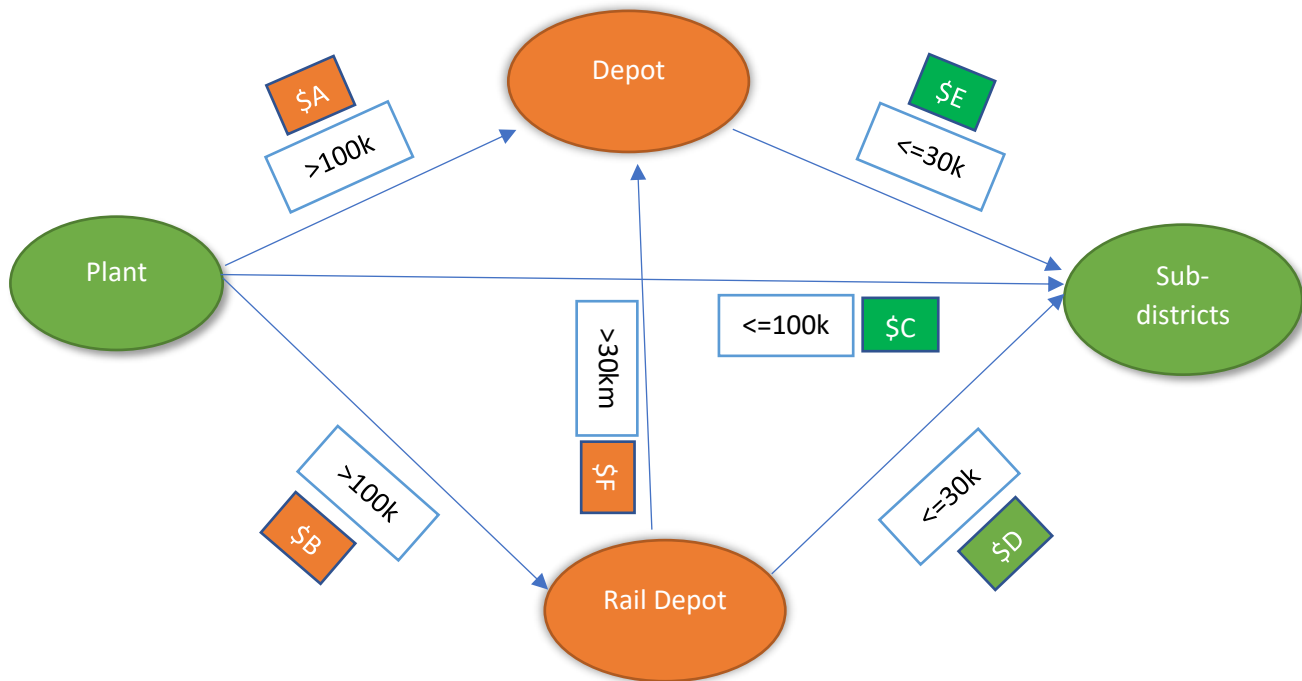 Depot
$A
>100k
$E
<=30k
Plant
Sub-
districts
>30km
<=100k
$C
$F
>100k
$B
<=30k
$D
Rail Depot